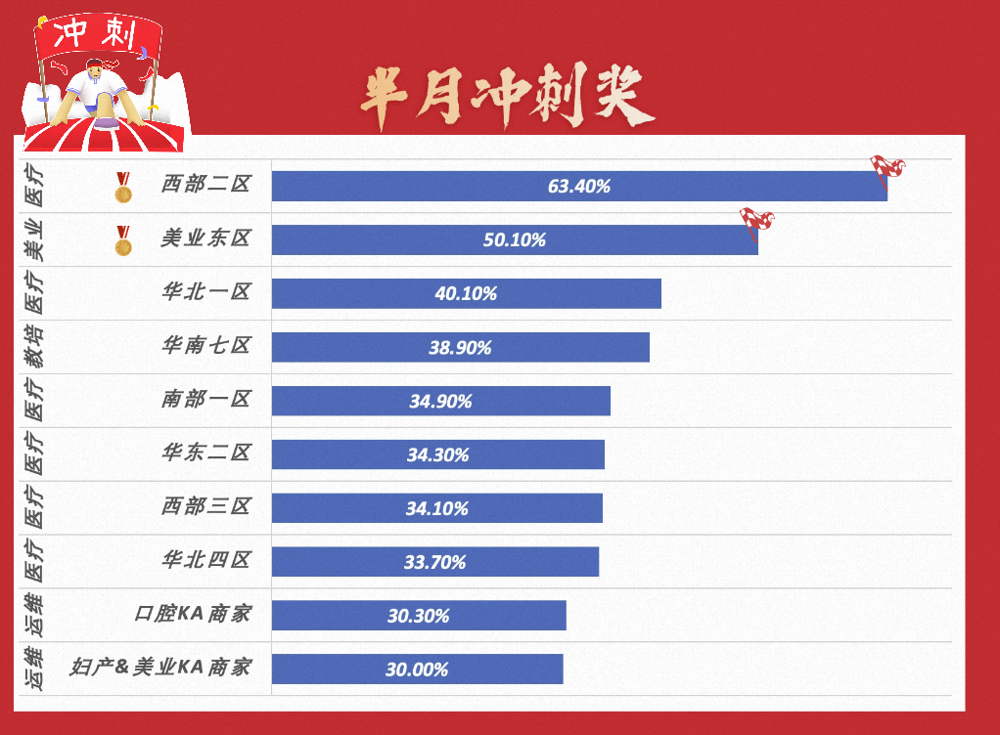 冲刺
半月冲刺奖
医疗 西部二区 63.40%
美业 美业东区 50.10%
医疗 华北一区 40.10%
教培 华南七区 38.90%
医疗 南部一区 34.90%
医疗 华东二区 34.30%
医疗 西部三区 34.10%
医疗 华北四区 33.70%
运维 口腔KA商家 30.30%
运维 妇产&美业KA商家 30.00%